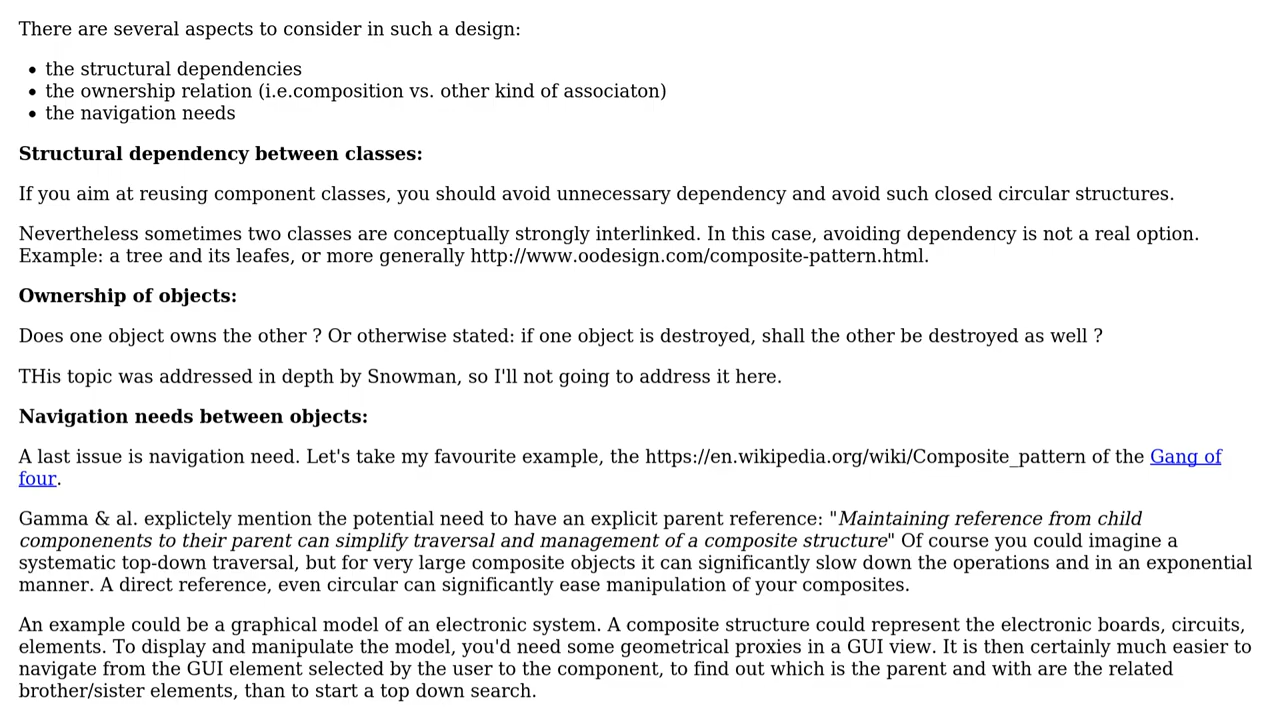 There are several aspects to consider in such a design:
• the structural dependencies
• the ownership relation (i.e.composition vs. other kind of associaton)
• the navigation needs
Structural dependency between classes:
If you aim at reusing component classes, you should avoid unnecessary dependency and avoid such closed circular structures.
Nevertheless sometimes two classes are conceptually strongly interlinked. In this case, avoiding dependency is not a real option.
Example: a tree and its leafes, or more generally http://www.oodesign.com/composite-pattern.html.
Ownership of objects:
Does one object owns the other ? Or otherwise stated: if one object is destroyed, shall the other be destroyed as well ?
THis topic was addressed in depth by Snowman, so I'll not going to address it here.
Navigation needs between objects:
A last issue is navigation need. Let's take my favourite example, the https://en.wikipedia.org/wiki/Composite_pattern of the Gang of
four.
Gamma & al. explictely mention the potential need to have an explicit parent reference: "Maintaining reference from child
componenents to their parent can simplify traversal and management of a composite structure" Of course you could imagine a
systematic top-down traversal, but for very large composite objects it can significantly slow down the operations and in an exponential
manner. A direct reference, even circular can significantly ease manipulation of your composites.
An example could be a graphical model of an electronic system. A composite structure could represent the electronic boards, circuits,
elements. To display and manipulate the model, you'd need some geometrical proxies in a GUI view. It is then certainly much easier to
navigate from the GUI element selected by the user to the component, to find out which is the parent and with are the related
brother/sister elements, than to start a top down search.